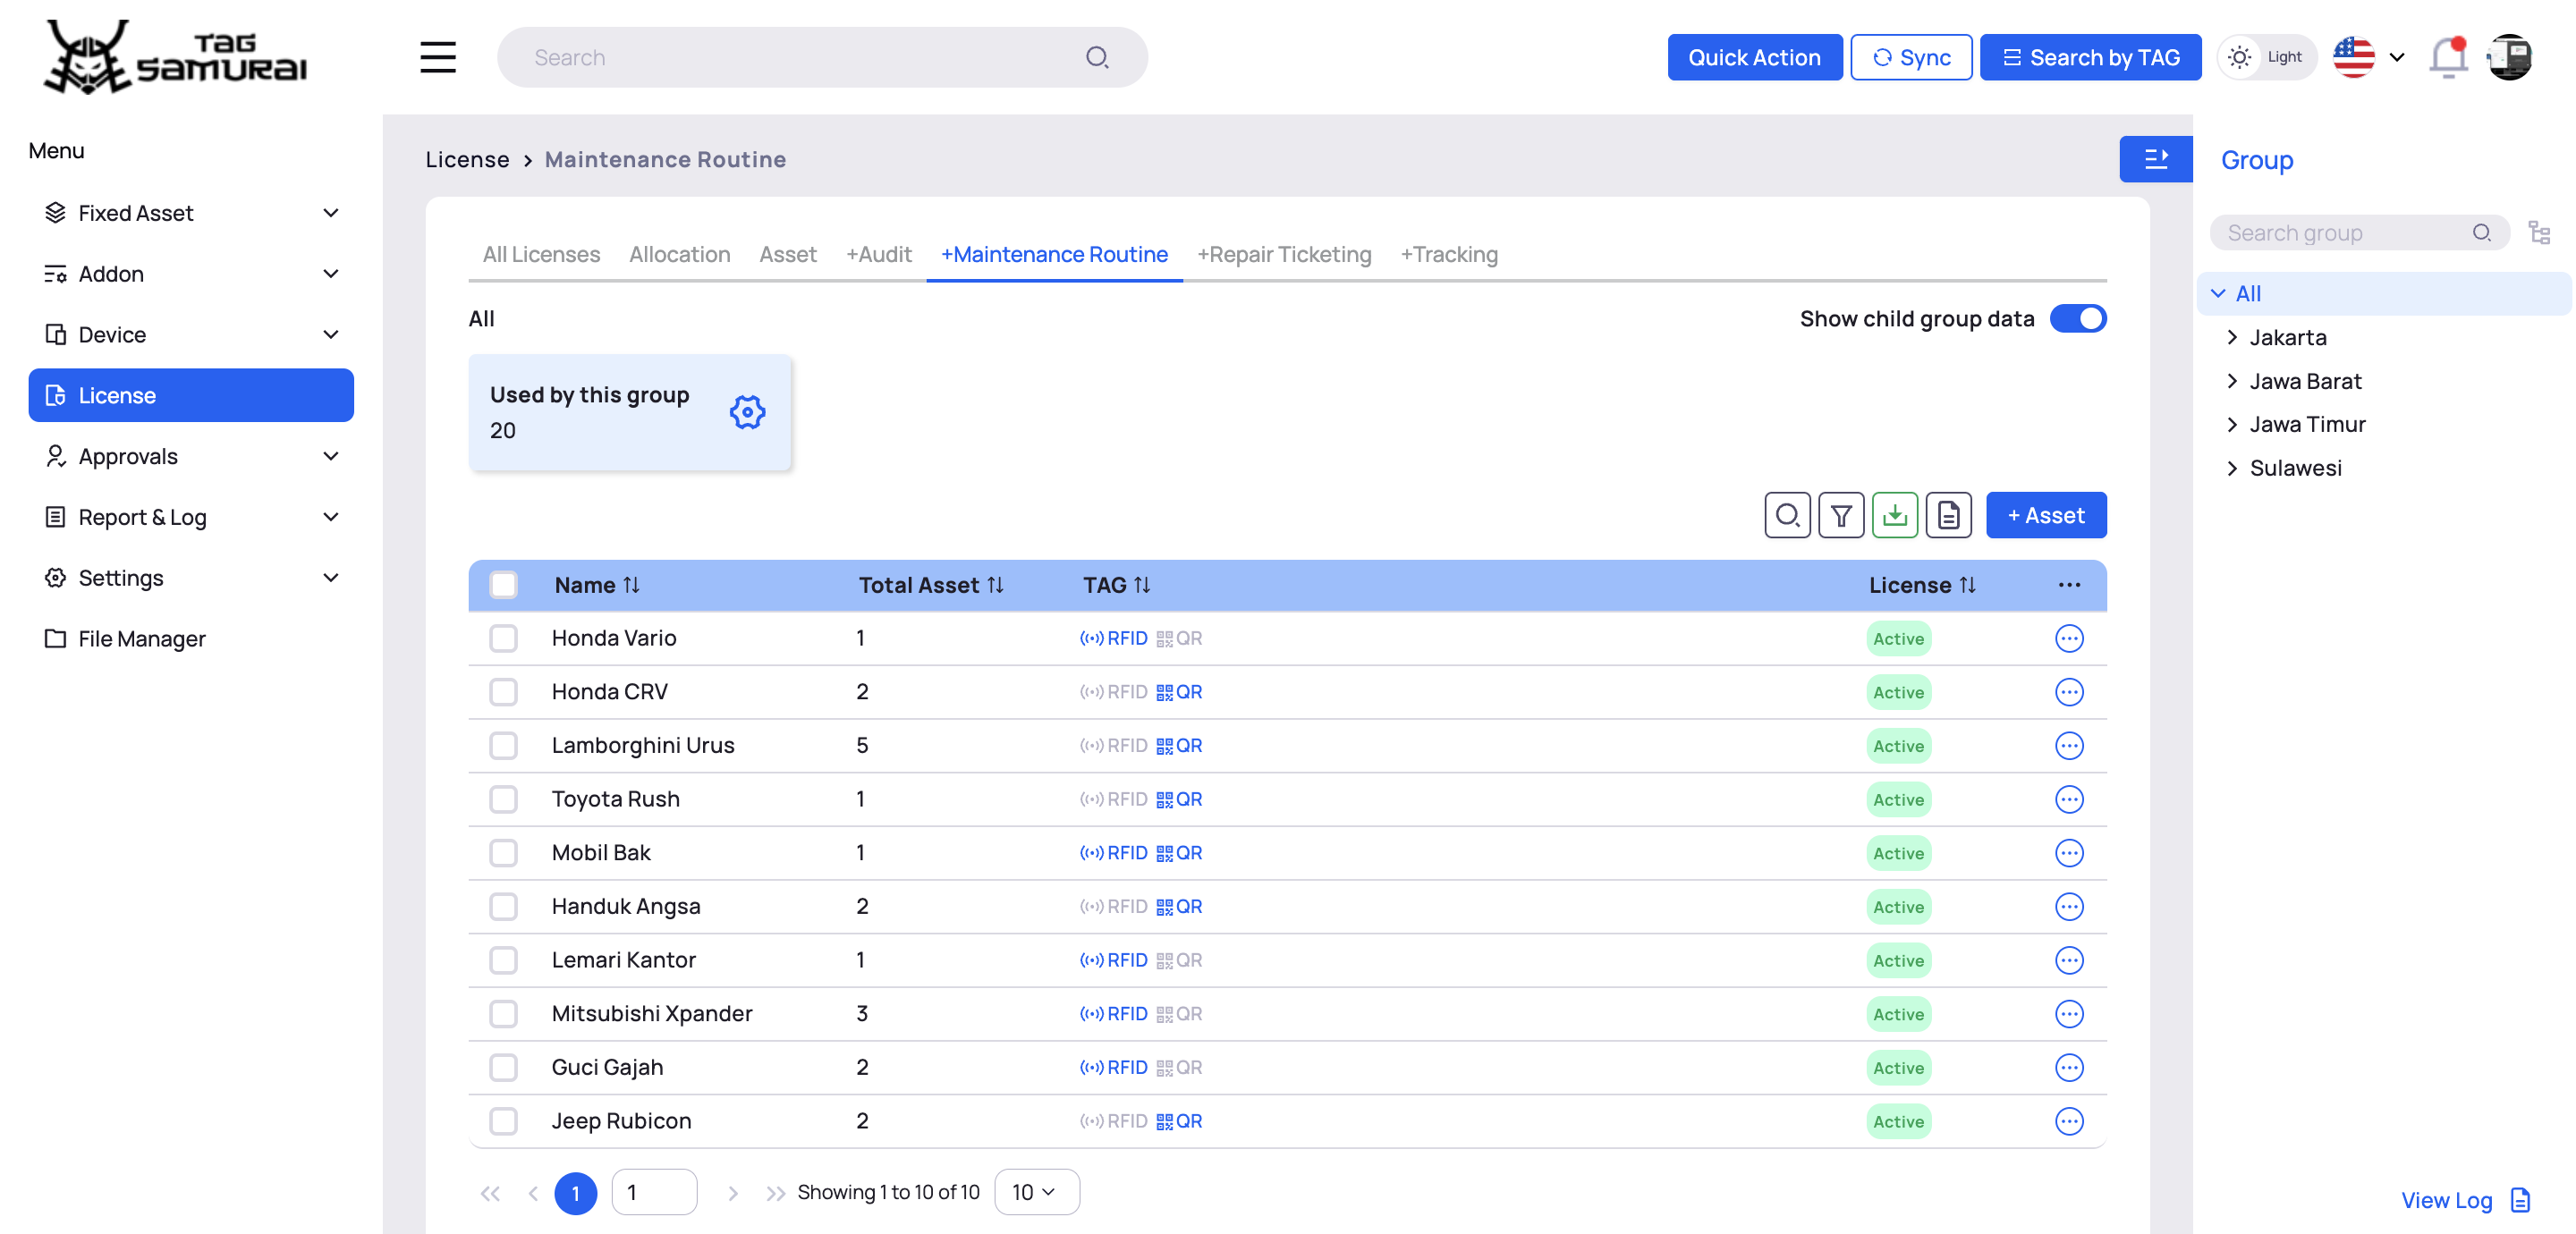 TAG
SAMURAI
Search
Quick Action
Sync
Search by TAG
Light
Menu
Fixed Asset
Addon
Device
License
Approvals
Report & Log
Settings
File Manager
License > Maintenance Routine
All Licenses Allocation Asset +Audit +Maintenance Routine +Repair Ticketing +Tracking
All
Show child group data
Used by this group
20
+ Asset
Name Total Asset TAG License ...
Honda Vario 1 RFID QR Active
Honda CRV 2 RFID QR Active
Lamborghini Urus 5 RFID QR Active
Toyota Rush 1 RFID QR Active
Mobil Bak 1 RFID QR Active
Handuk Angsa 2 RFID QR Active
Lemari Kantor 1 RFID QR Active
Mitsubishi Xpander 3 RFID QR Active
Guci Gajah 2 RFID QR Active
Jeep Rubicon 2 RFID QR Active
1 1 Showing 1 to 10 of 10 10
Group
Search group
All
Jakarta
Jawa Barat
Jawa Timur
Sulawesi
View Log